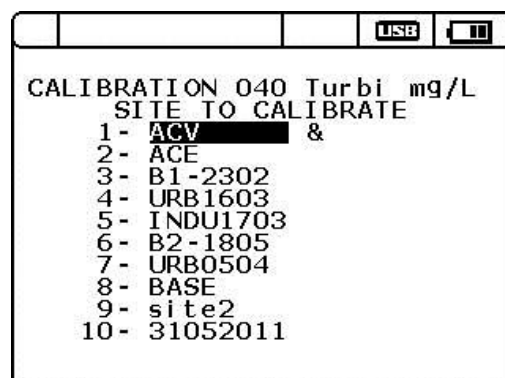 USB
CALIBRATION 040 Turbi mg/L
SITE TO CALIBRATE
1- ACV &
2- ACE
3- B1-2302
4- URB1603
5- INDU1703
6- B2-1805
7- URB0504
8- BASE
9- site2
10- 31052011